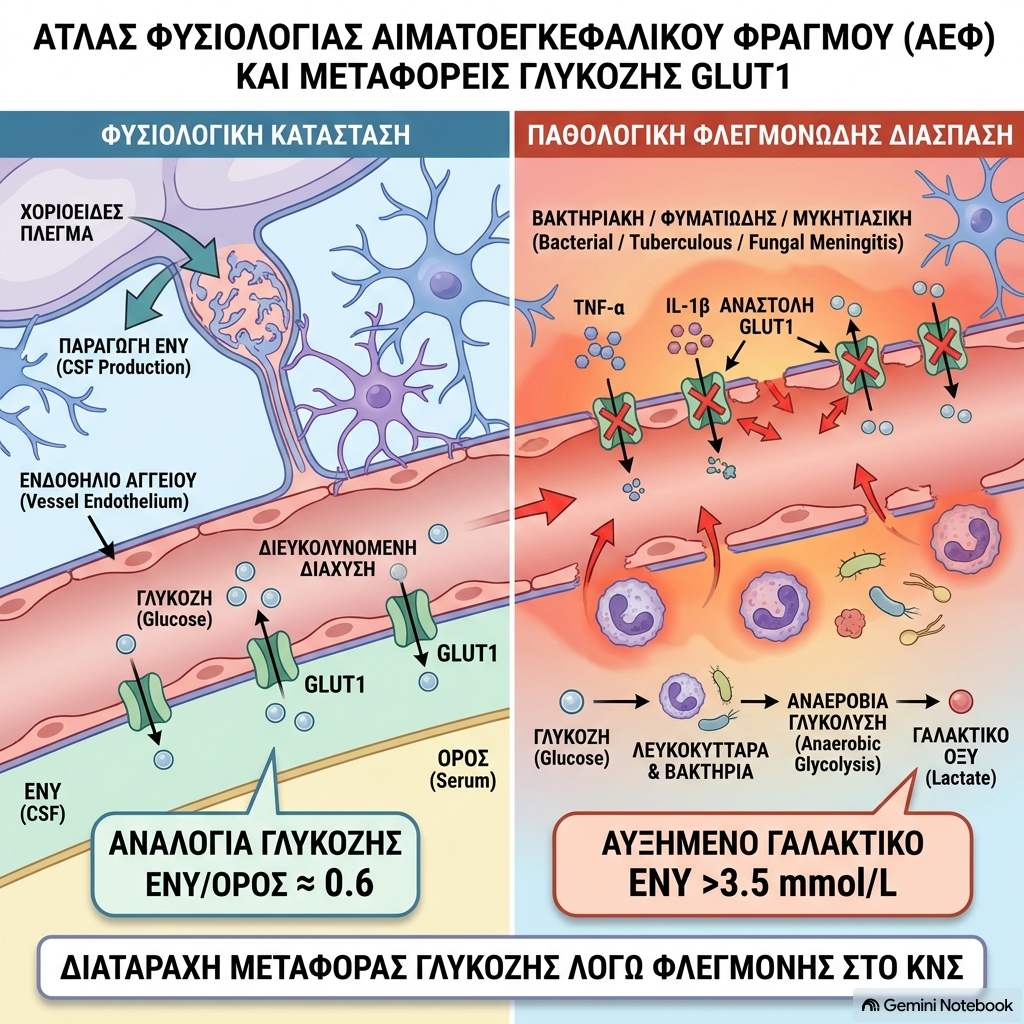 ΑΤΛΑΣ ΦΥΣΙΟΛΟΓΙΑΣ ΑΙΜΑΤΟΕΓΚΕΦΑΛΙΚΟΥ ΦΡΑΓΜΟΥ (ΑΕΦ)
ΚΑΙ ΜΕΤΑΦΟΡΕΙΣ ΓΛΥΚΟΖΗΣ GLUT1
ΦΥΣΙΟΛΟΓΙΚΗ ΚΑΤΑΣΤΑΣΗ
ΧΟΡΙΟΕΙΔΕΣ
ΠΛΕΓΜΑ
ΠΑΡΑΓΩΓΗ ΕΝΥ
(CSF Production)
ΕΝΔΟΘΗΛΙΟ ΑΓΓΕΙΟΥ
(Vessel Endothelium)
ΔΙΕΥΚΟΛΥΝΟΜΕΝΗ
ΔΙΑΧΥΣΗ
ΓΛΥΚΟΖΗ
(Glucose)
GLUT1
GLUT1
ΕΝΥ
(CSF)
ΟΡΟΣ
(Serum)
ΑΝΑΛΟΓΙΑ ΓΛΥΚΟΖΗΣ
ΕΝΥ/ΟΡΟΣ ≈ 0.6
ΠΑΘΟΛΟΓΙΚΗ ΦΛΕΓΜΟΝΩΔΗΣ ΔΙΑΣΠΑΣΗ
ΒΑΚΤΗΡΙΑΚΗ / ΦΥΜΑΤΙΩΔΗΣ / ΜΥΚΗΤΙΑΣΙΚΗ
(Bacterial / Tuberculous / Fungal Meningitis)
TNF-α
IL-1β
ΑΝΑΣΤΟΛΗ
GLUT1
ΓΛΥΚΟΖΗ
(Glucose)
ΛΕΥΚΟΚΥΤΤΑΡΑ
& ΒΑΚΤΗΡΙΑ
ΑΝΑΕΡΟΒΙΑ
ΓΛΥΚΟΛΥΣΗ
(Anaerobic
Glycolysis)
ΓΑΛΑΚΤΙΚΟ
ΟΞΥ
(Lactate)
ΑΥΞΗΜΕΝΟ ΓΑΛΑΚΤΙΚΟ
ΕΝΥ >3.5 mmol/L
ΔΙΑΤΑΡΑΧΗ ΜΕΤΑΦΟΡΑΣ ΓΛΥΚΟΖΗΣ ΛΟΓΩ ΦΛΕΓΜΟΝΗΣ ΣΤΟ ΚΝΣ
Gemini Notebook